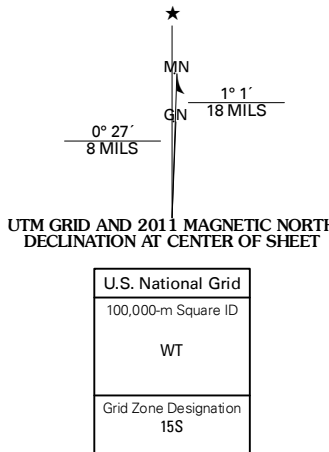 ★
MN
1° 1´
18 MILS
GN
0° 27´
8 MILS
UTM GRID AND 2011 MAGNETIC NORTH
DECLINATION AT CENTER OF SHEET
U.S. National Grid
100,000-m Square ID
WT
Grid Zone Designation
15S